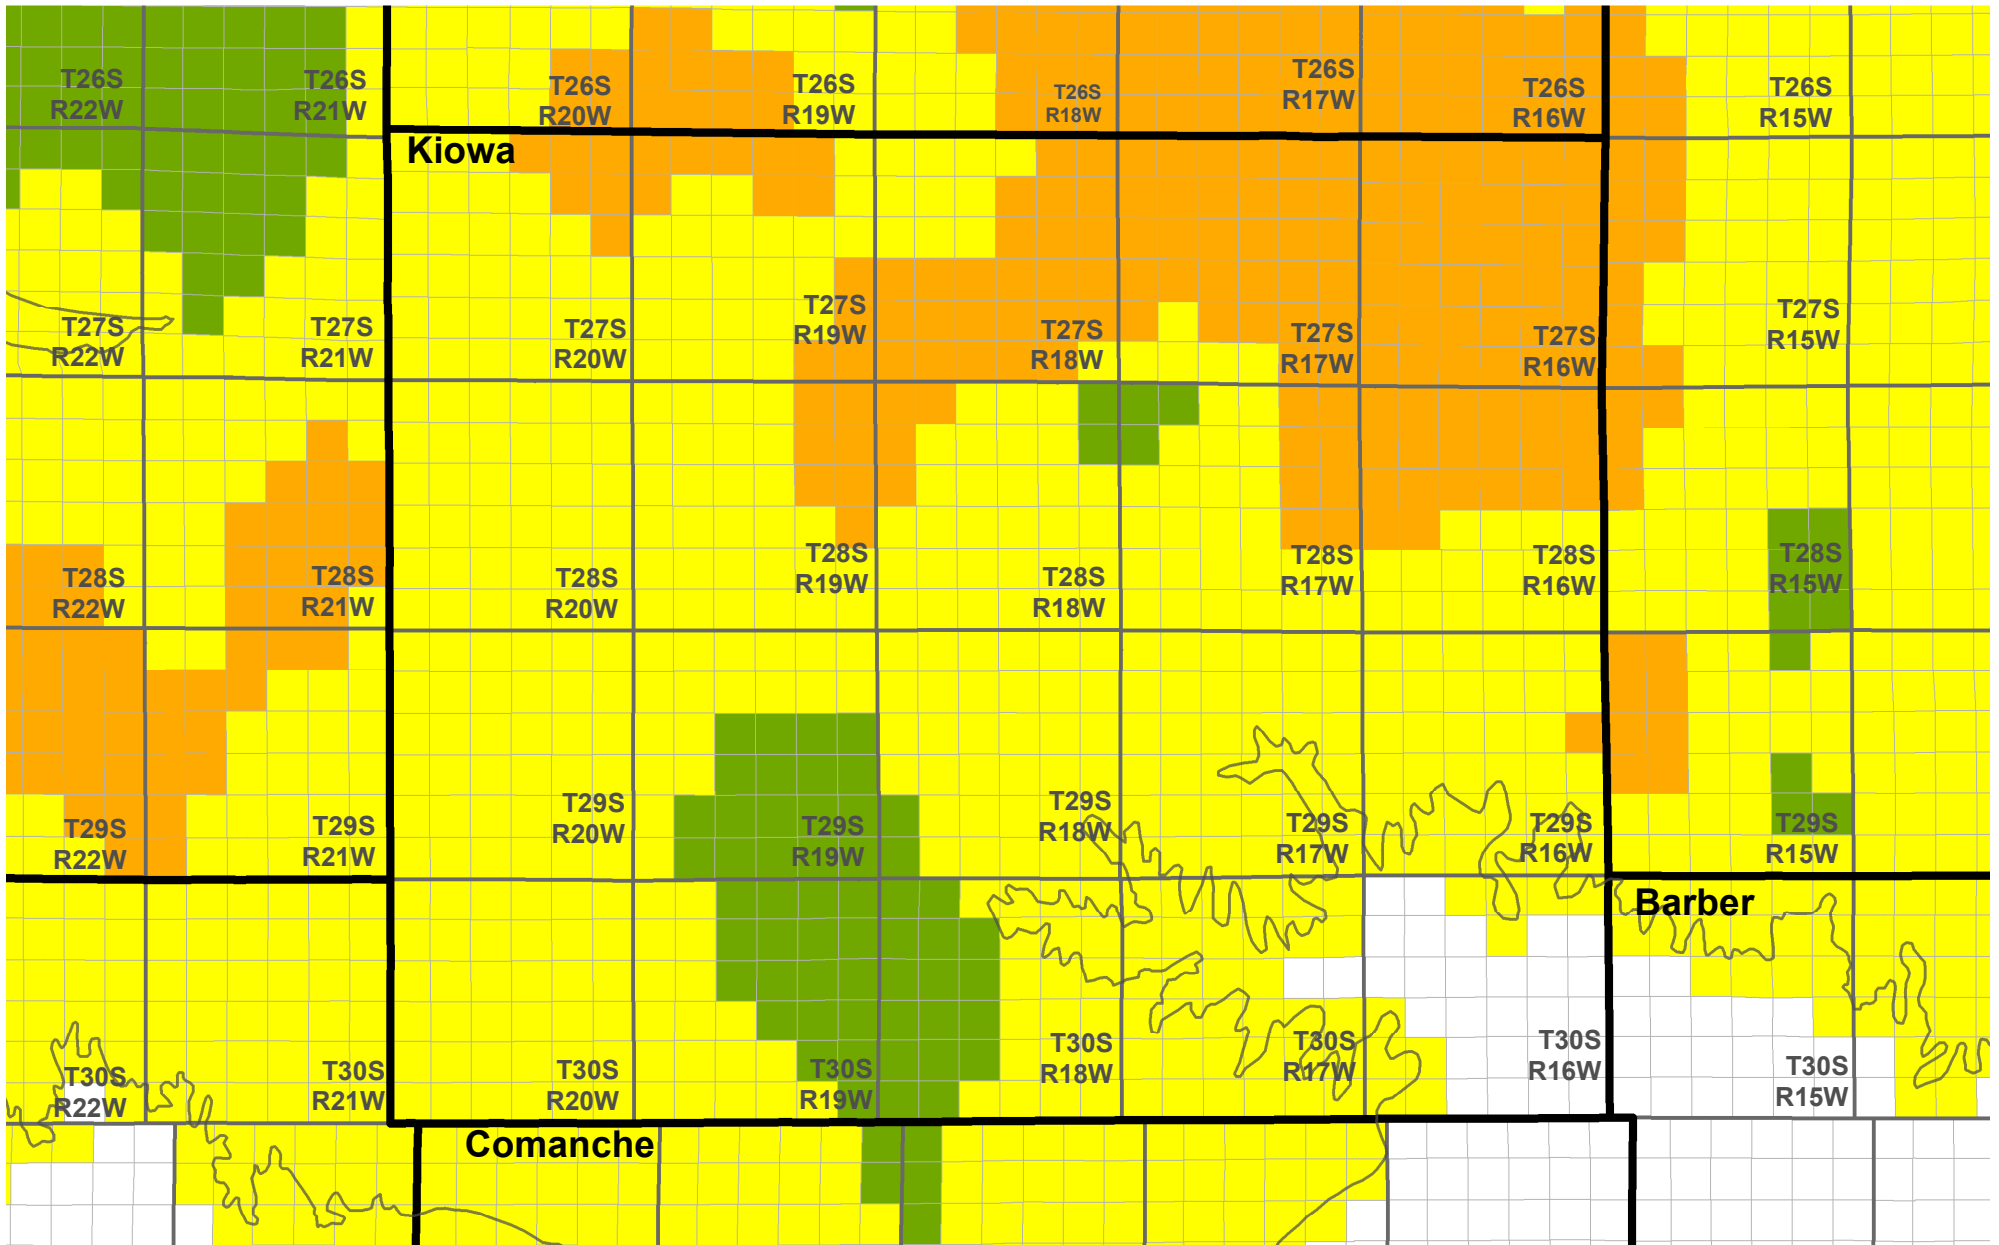 T26S
R22W
T26S
R21W
T26S
R20W
T26S
R19W
T26S
R18W
T26S
R17W
T26S
R16W
T26S
R15W
Kiowa
T27S
R22W
T27S
R21W
T27S
R20W
T27S
R19W
T27S
R18W
T27S
R17W
T27S
R16W
T27S
R15W
T28S
R22W
T28S
R21W
T28S
R20W
T28S
R19W
T28S
R18W
T28S
R17W
T28S
R16W
T28S
R15W
T29S
R22W
T29S
R21W
T29S
R20W
T29S
R19W
T29S
R18W
T29S
R17W
T29S
R16W
T29S
R15W
Barber
T30S
R22W
T30S
R21W
T30S
R20W
T30S
R19W
T30S
R18W
T30S
R17W
T30S
R16W
T30S
R15W
Comanche